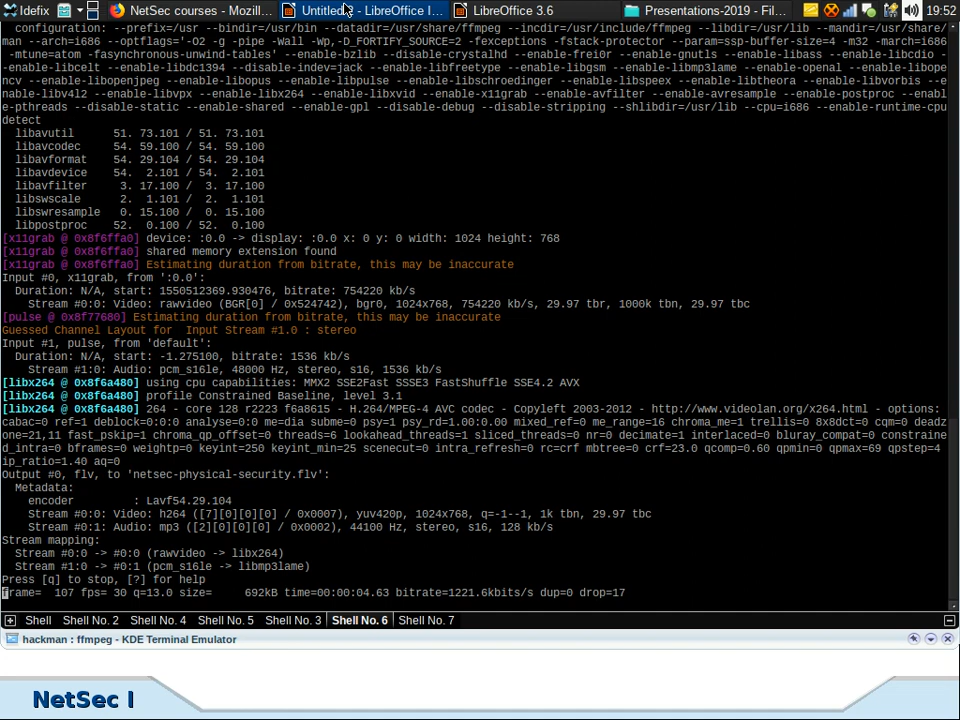 Idefix NetSec courses - Mozill... Untitled 2 - LibreOffice I... LibreOffice 3.6 Presentations-2019 - Fil... 19:52
configuration: --prefix=/usr --bindir=/usr/bin --datadir=/usr/share/ffmpeg --incdir=/usr/include/ffmpeg --libdir=/usr/lib --mandir=/usr/share/
man --arch=i686 --optflags='-O2 -g -pipe -Wall -Wp,-D_FORTIFY_SOURCE=2 -fexceptions -fstack-protector --param=ssp-buffer-size=4 -m32 -march=i686
-mtune=atom -fasynchronous-unwind-tables' --enable-bzlib --disable-crystalhd --enable-frei0r --enable-gnutls --enable-libass --enable-libcdio -
-enable-libcelt --enable-libdc1394 --disable-indev=jack --enable-libfreetype --enable-libgsm --enable-libmp3lame --enable-openal --enable-libope
ncv --enable-libopenjpeg --enable-libopus --enable-libpulse --enable-libschroedinger --enable-libspeex --enable-libtheora --enable-libvorbis --e
nable-libv4l2 --enable-libvpx --enable-libx264 --enable-libxvid --enable-x11grab --enable-avfilter --enable-avresample --enable-postproc --enabl
e-pthreads --disable-static --enable-shared --enable-gpl --disable-debug --disable-stripping --shlibdir=/usr/lib --cpu=i686 --enable-runtime-cpu
detect
libavutil 51. 73.101 / 51. 73.101
libavcodec 54. 59.100 / 54. 59.100
libavformat 54. 29.104 / 54. 29.104
libavdevice 54. 2.101 / 54. 2.101
libavfilter 3. 17.100 / 3. 17.100
libswscale 2. 1.101 / 2. 1.101
libswresample 0. 15.100 / 0. 15.100
libpostproc 52. 0.100 / 52. 0.100
[x11grab @ 0x8f6ffa0] device: :0.0 -> display: :0.0 x: 0 y: 0 width: 1024 height: 768
[x11grab @ 0x8f6ffa0] shared memory extension found
[x11grab @ 0x8f6ffa0] Estimating duration from bitrate, this may be inaccurate
Input #0, x11grab, from ':0.0':
Duration: N/A, start: 1550512369.930476, bitrate: 754220 kb/s
Stream #0:0: Video: rawvideo (BGR[0] / 0x524742), bgr0, 1024x768, 754220 kb/s, 29.97 tbr, 1000k tbn, 29.97 tbc
[pulse @ 0x8f77680] Estimating duration from bitrate, this may be inaccurate
Guessed Channel Layout for Input Stream #1.0 : stereo
Input #1, pulse, from 'default':
Duration: N/A, start: -1.275100, bitrate: 1536 kb/s
Stream #1:0: Audio: pcm_s16le, 48000 Hz, stereo, s16, 1536 kb/s
[libx264 @ 0x8f6a480] using cpu capabilities: MMX2 SSE2Fast SSSE3 FastShuffle SSE4.2 AVX
[libx264 @ 0x8f6a480] profile Constrained Baseline, level 3.1
[libx264 @ 0x8f6a480] 264 - core 128 r2223 f6a8615 - H.264/MPEG-4 AVC codec - Copyleft 2003-2012 - http://www.videolan.org/x264.html - options:
cabac=0 ref=1 deblock=0:0:0 analyse=0:0 me=dia subme=0 psy=1 psy_rd=1.00:0.00 mixed_ref=0 me_range=16 chroma_me=1 trellis=0 8x8dct=0 cqm=0 deadz
one=21,11 fast_pskip=1 chroma_qp_offset=0 threads=6 lookahead_threads=1 sliced_threads=0 nr=0 decimate=1 interlaced=0 bluray_compat=0 constraine
d_intra=0 bframes=0 weightp=0 keyint=250 keyint_min=25 scenecut=0 intra_refresh=0 rc=crf mbtree=0 crf=23.0 qcomp=0.60 qpmin=0 qpmax=69 qpstep=4
ip_ratio=1.40 aq=0
Output #0, flv, to 'netsec-physical-security.flv':
Metadata:
encoder : Lavf54.29.104
Stream #0:0: Video: h264 ([7][0][0][0] / 0x0007), yuv420p, 1024x768, q=-1--1, 1k tbn, 29.97 tbc
Stream #0:1: Audio: mp3 ([2][0][0][0] / 0x0002), 44100 Hz, stereo, s16, 128 kb/s
Stream mapping:
Stream #0:0 -> #0:0 (rawvideo -> libx264)
Stream #1:0 -> #0:1 (pcm_s16le -> libmp3lame)
Press [q] to stop, [?] for help
frame= 107 fps= 30 q=13.0 size= 692kB time=00:00:04.63 bitrate=1221.6kbits/s dup=0 drop=17
Shell Shell No. 2 Shell No. 4 Shell No. 5 Shell No. 3 Shell No. 6 Shell No. 7
hackman : ffmpeg - KDE Terminal Emulator
NetSec I